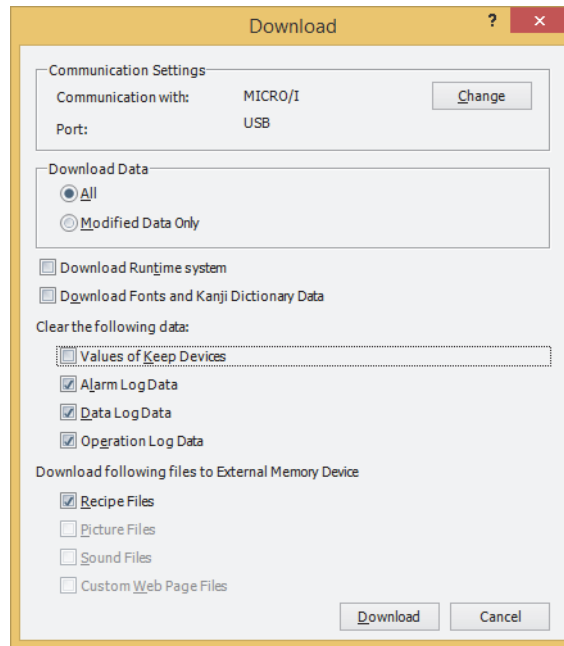 Download
?
Communication Settings
Communication with: MICRO/I Change
Port: USB
Download Data
All
Modified Data Only
Download Runtime system
Download Fonts and Kanji Dictionary Data
Clear the following data:
Values of Keep Devices
Alarm Log Data
Data Log Data
Operation Log Data
Download following files to External Memory Device
Recipe Files
Picture Files
Sound Files
Custom Web Page Files
Download Cancel